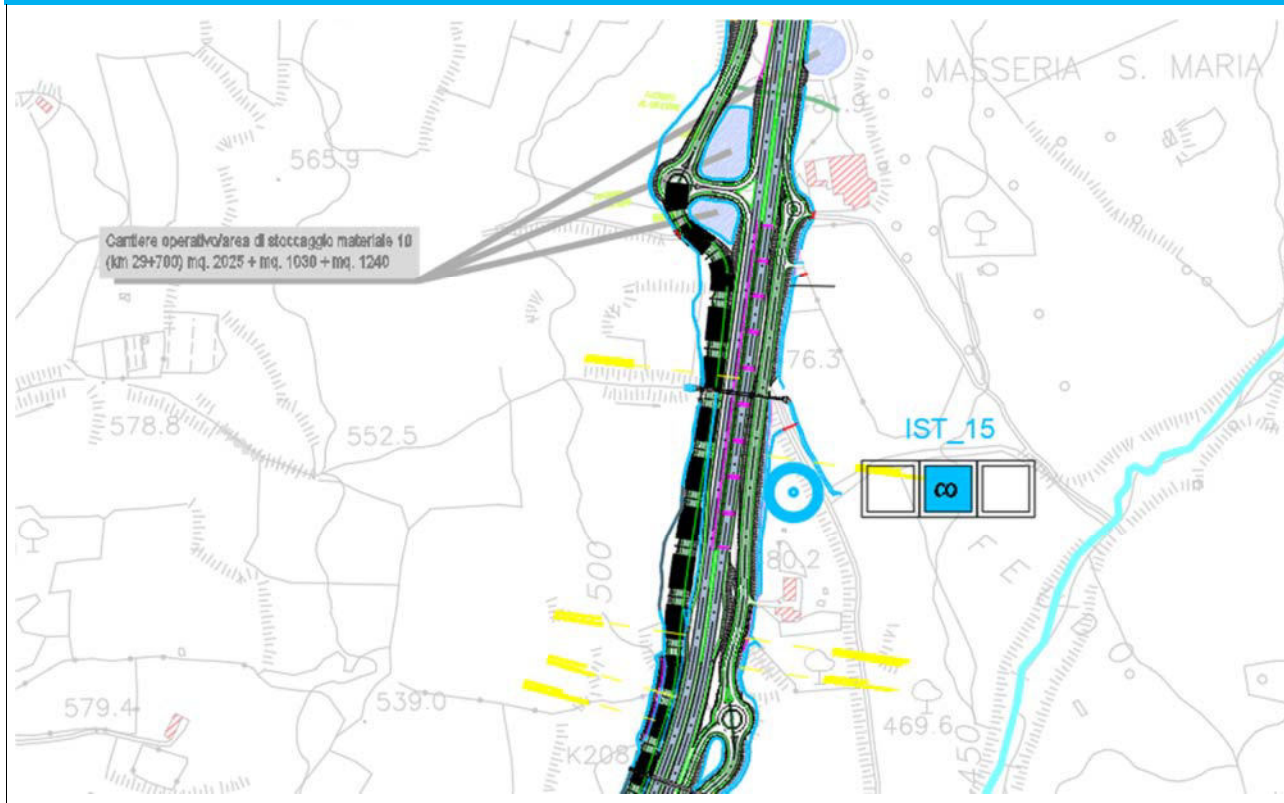 MASSERIA S. MARIA
565.9
Cantiere operativo/area di stoccaggio materiale 10
(km 29+700) mq. 2025 + mq. 1030 + mq. 1240
76.3
578.8
552.5
IST_15
500
80.2
F E
579.4
539.0
469.6
450
K208